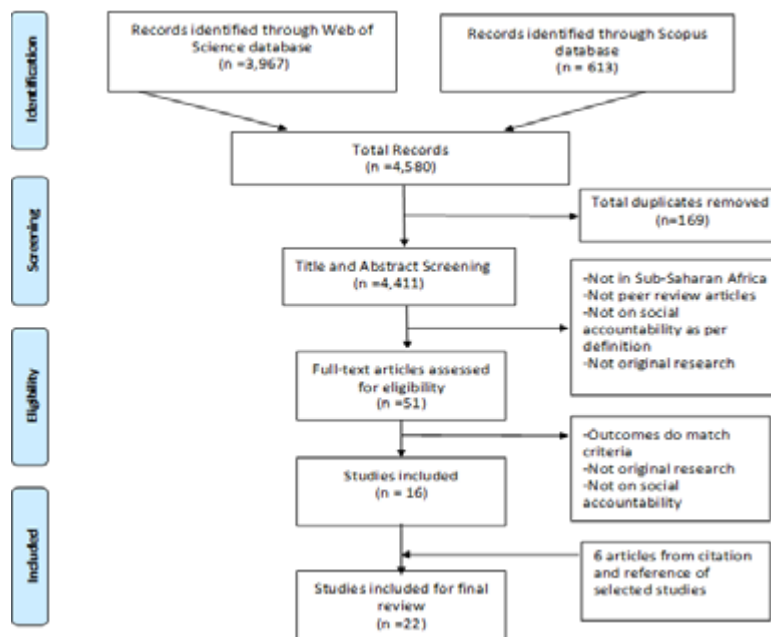 Identification
Records identified through Web of
Science database
(n =3,967)
Records identified through Scopus
database
(n = 613)
Total Records
(n =4,580)
Screening
Total duplicates removed
(n=169)
Title and Abstract Screening
(n =4,411)
-Not in Sub-Saharan Africa
-Not peer review articles
-Not on social
accountability as per
definition
-Not original research
Eligibility
Full-text articles assessed
for eligibility
(n =51)
-Outcomes do match
criteria
-Not original research
-Not on social
accountability
Studies included
(n = 16)
Included
6 articles from citation
and reference of
selected studies
Studies included for final
review
(n =22)